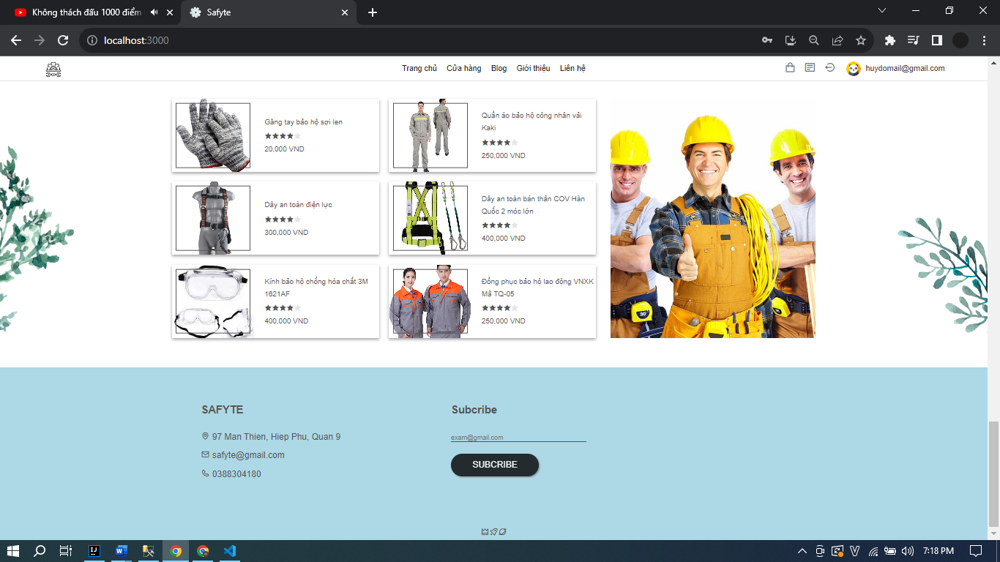 Không thách đấu 1000 điểm
Safyte
localhost:3000
Trang chủ Cửa hàng Blog Giới thiệu Liên hệ
huydomail@gmail.com
Găng tay bảo hộ sợi len
20,000 VND
Quần áo bảo hộ công nhân vải
Kaki
250,000 VND
Dây an toàn điện lực
300,000 VND
Dây an toàn bán thân COV Hàn
Quốc 2 móc lớn
400,000 VND
Kính bảo hộ chống hóa chất 3M
1621AF
400,000 VND
Đồng phục bảo hộ lao động VNXK
Mã TQ-05
250,000 VND
SAFYTE
97 Man Thien, Hiep Phu, Quan 9
safyte@gmail.com
0388304180
Subcribe
exam@gmail.com
SUBCRIBE
7:18 PM